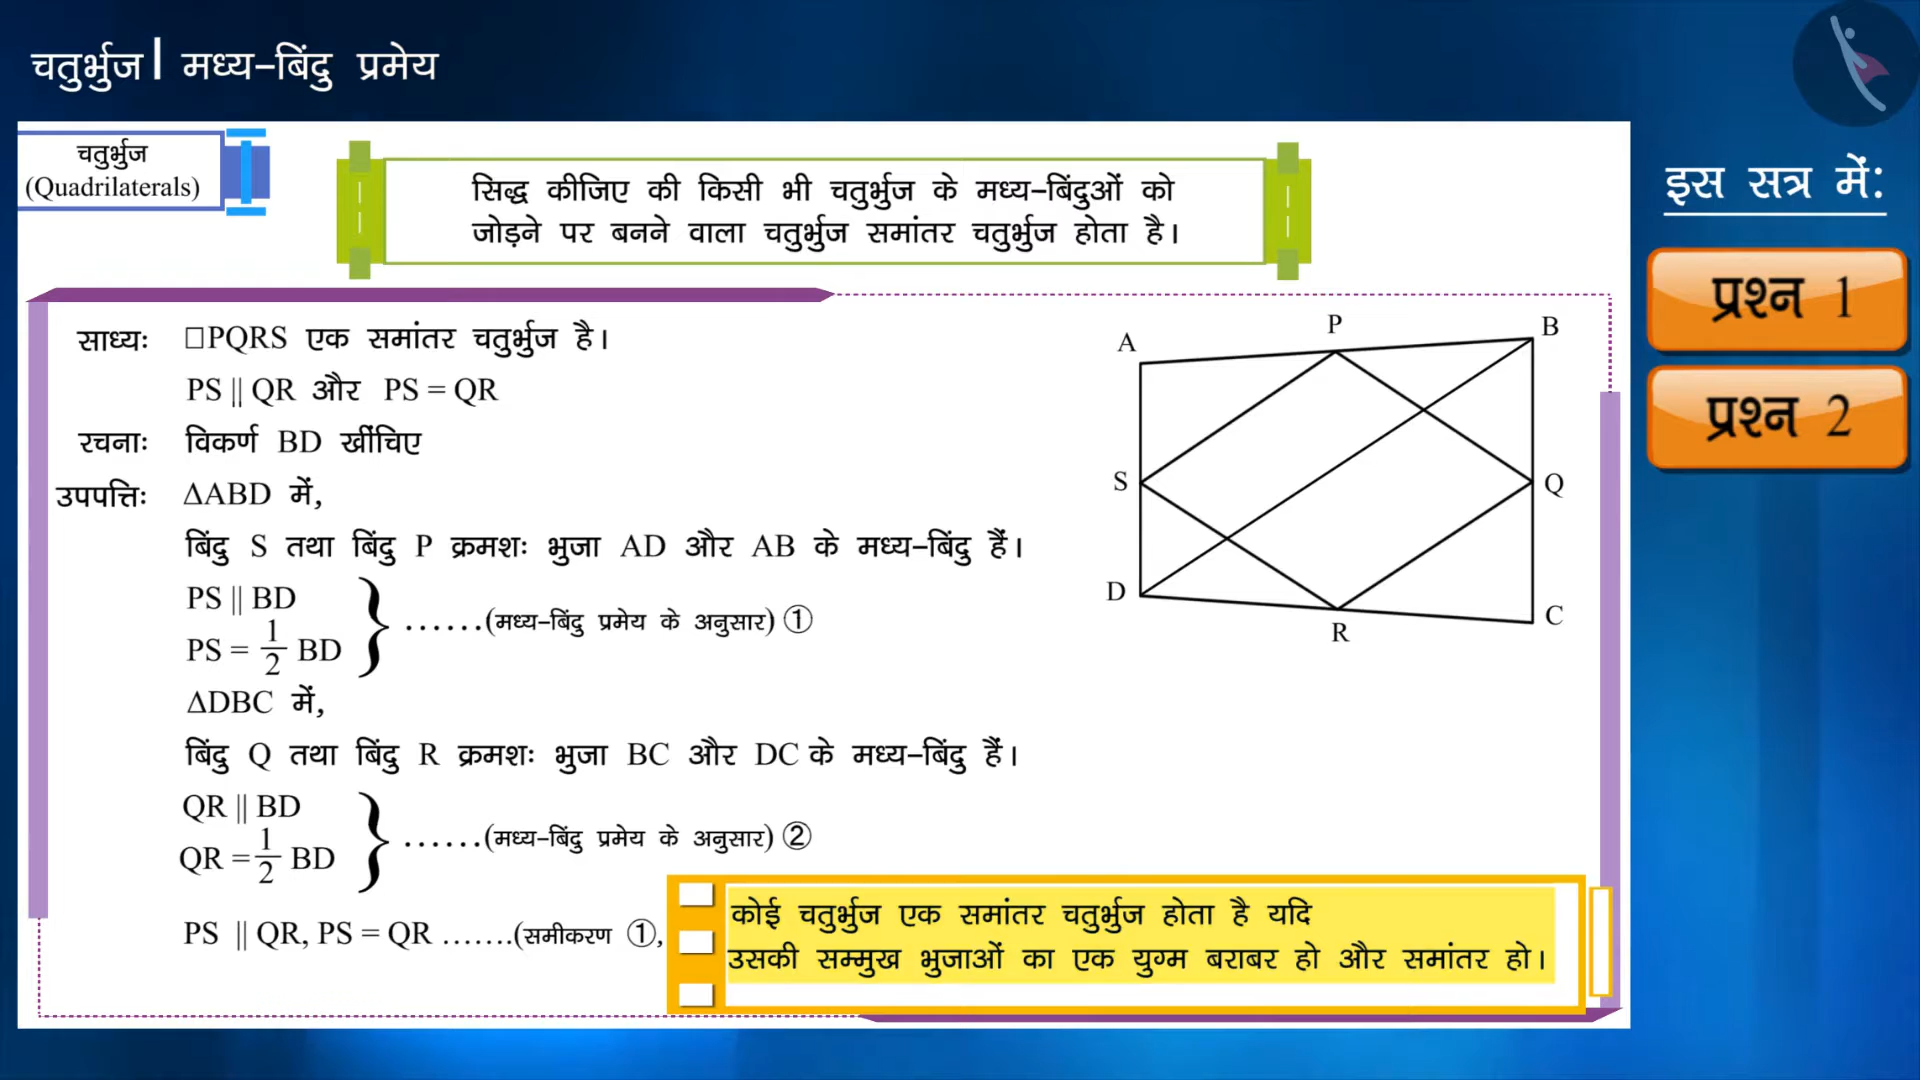 चतुर्भुज| मध्य-बिंदु प्रमेय
चतुर्भुज
(Quadrilaterals)
सिद्ध कीजिए की किसी भी चतुर्भुज के मध्य-बिंदुओं को
जोड़ने पर बनने वाला चतुर्भुज समांतर चतुर्भुज होता है।
इस सत्र में:
प्रश्न 1
प्रश्न 2
साध्यः □PQRS एक समांतर चतुर्भुज है।
PS || QR और PS = QR
रचनाः विकर्ण BD खींचिए
उपपत्तिः ΔABD में,
बिंदु S तथा बिंदु P क्रमशः भुजा AD और AB के मध्य-बिंदु हैं।
PS || BD
PS = 1/2 BD } ......(मध्य-बिंदु प्रमेय के अनुसार) ①
ΔDBC में,
बिंदु Q तथा बिंदु R क्रमशः भुजा BC और DC के मध्य-बिंदु हैं।
QR || BD
QR = 1/2 BD } ......(मध्य-बिंदु प्रमेय के अनुसार) ②
PS || QR, PS = QR .......(समीकरण ①,
कोई चतुर्भुज एक समांतर चतुर्भुज होता है यदि
उसकी सम्मुख भुजाओं का एक युग्म बराबर हो और समांतर हो।
A
P
B
S
Q
D
R
C